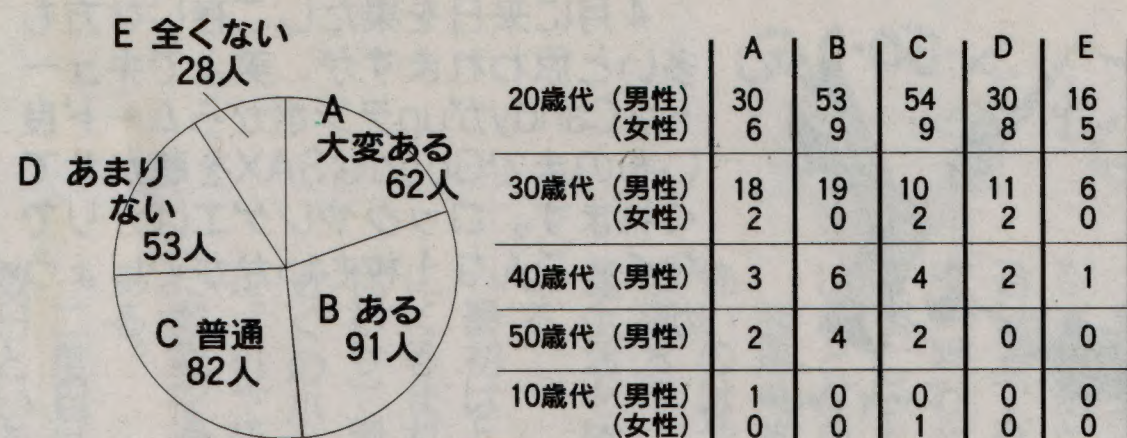 E 全くない
28人
A
大変ある
62人
D あまり
ない
53人
C 普通
82人
B ある
91人
A B C D E
20歳代（男性） 30 53 54 30 16
（女性） 6 9 9 8 5
30歳代（男性） 18 19 10 11 6
（女性） 2 0 2 2 0
40歳代（男性） 3 6 4 2 1
50歳代（男性） 2 4 2 0 0
10歳代（男性） 1 0 0 0 0
（女性） 0 0 1 0 0